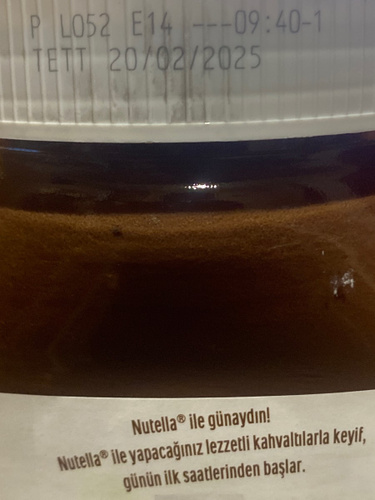 P L052 E14 ---09:40-1
TETT 20/02/2025
Nutella® ile günaydın!
Nutella® ile yapacağınız lezzetli kahvaltılarla keyif,
günün ilk saatlerinden başlar.